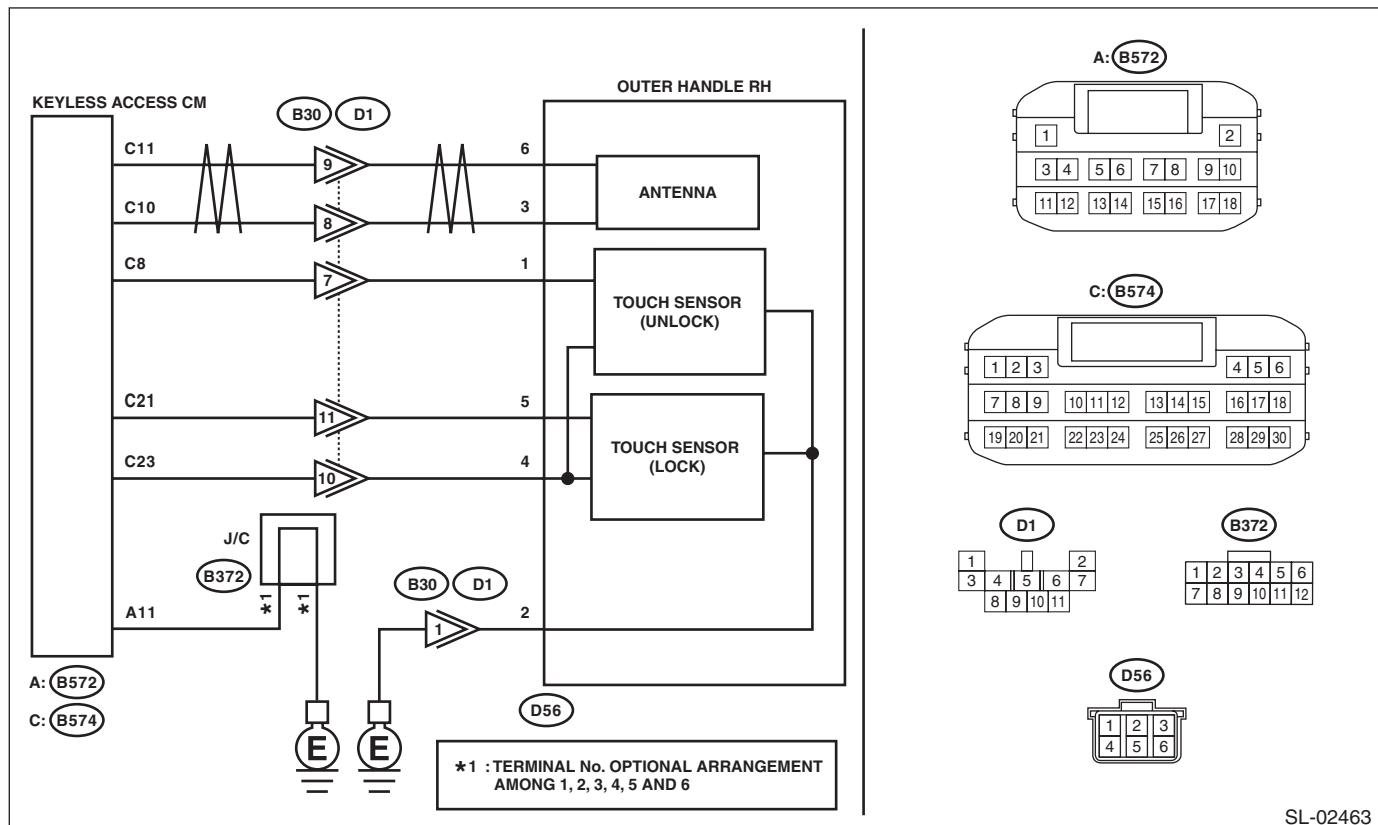 KEYLESS ACCESS CM
B30 D1
OUTER HANDLE RH
C11 9 6
ANTENNA
C10 8 3
C8 7 1
TOUCH SENSOR
(UNLOCK)
C21 11 5
TOUCH SENSOR
(LOCK)
C23 10 4
J/C
B372
*1 *1
A11
B30 D1
1 2
A: B572
C: B574
E E
D56
*1 : TERMINAL No. OPTIONAL ARRANGEMENT
AMONG 1, 2, 3, 4, 5 AND 6
A: B572
1 2
3 4 5 6 7 8 9 10
11 12 13 14 15 16 17 18
C: B574
1 2 3 4 5 6
7 8 9 10 11 12 13 14 15 16 17 18
19 20 21 22 23 24 25 26 27 28 29 30
D1
1 2
3 4 5 6 7
8 9 10 11
B372
1 2 3 4 5 6
7 8 9 10 11 12
D56
1 2 3
4 5 6
SL-02463